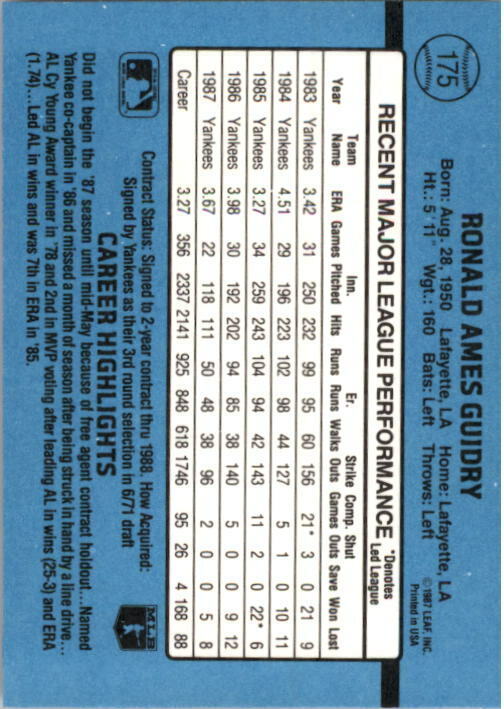 175
RONALD AMES GUIDRY
Born: Aug. 28, 1950 Lafayette, LA Home: Lafayette, LA
Ht.: 5'11" Wgt.: 160 Bats: Left Throws: Left
©1987 LEAF, INC.
Printed in USA
RECENT MAJOR LEAGUE PERFORMANCE *Denotes Led League
Year Team Name ERA Games Inn. Pitched Hits Runs Er. Runs Walks Strike Outs Comp. Games Shut Outs Save Won Lost
1983 Yankees 3.42 31 250 232 99 95 60 156 21* 3 0 21 9
1984 Yankees 4.51 29 196 223 102 98 44 127 5 1 0 10 11
1985 Yankees 3.27 34 259 243 104 94 42 143 11 2 0 22* 6
1986 Yankees 3.98 30 192 202 94 85 38 140 5 0 0 9 12
1987 Yankees 3.67 22 118 111 50 48 38 96 2 0 0 5 8
Career 3.27 356 2337 2141 925 848 618 1746 95 26 4 168 88
Contract Status: Signed to 2-year contract thru 1988. How Acquired:
Signed by Yankees as their 3rd round selection in 6/71 draft
MLB
CAREER HIGHLIGHTS
Did not begin the '87 season until mid-May because of free agent contract holdout...Named
Yankee co-captain in '86 and missed a month of season after being struck in hand by a line drive...
AL Cy Young Award winner in '78 and 2nd in MVP voting after leading AL in wins (25-3) and ERA
(1.74)...Led AL in wins and was 7th in ERA in '85.